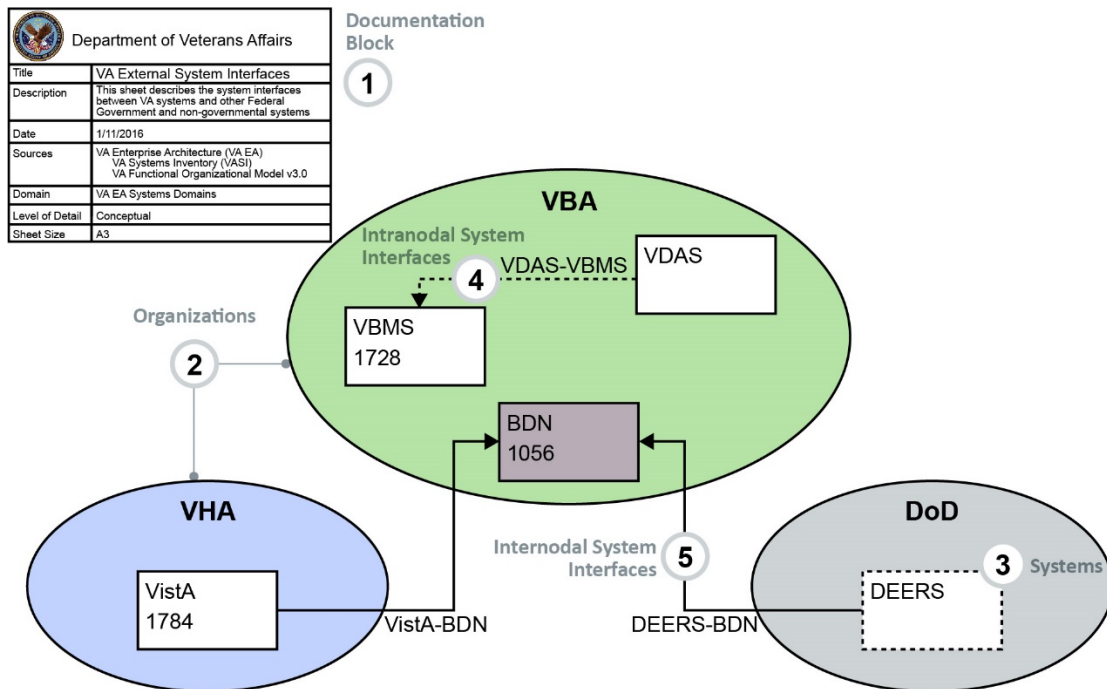 Department of Veterans Affairs
Title
VA External System Interfaces
Description
This sheet describes the system interfaces
between VA systems and other Federal
Government and non-governmental systems
Date
1/11/2016
Sources
VA Enterprise Architecture (VA EA)
VA Systems Inventory (VASI)
VA Functional Organizational Model v3.0
Domain
VA EA Systems Domains
Level of Detail
Conceptual
Sheet Size
A3
Documentation
Block
1
VBA
Intranodal System
Interfaces
4
VDAS-VBMS
VDAS
VBMS
1728
Organizations
2
BDN
1056
VHA
VistA
1784
VistA-BDN
Internodal System
Interfaces
5
DEERS-BDN
DoD
3
Systems
DEERS